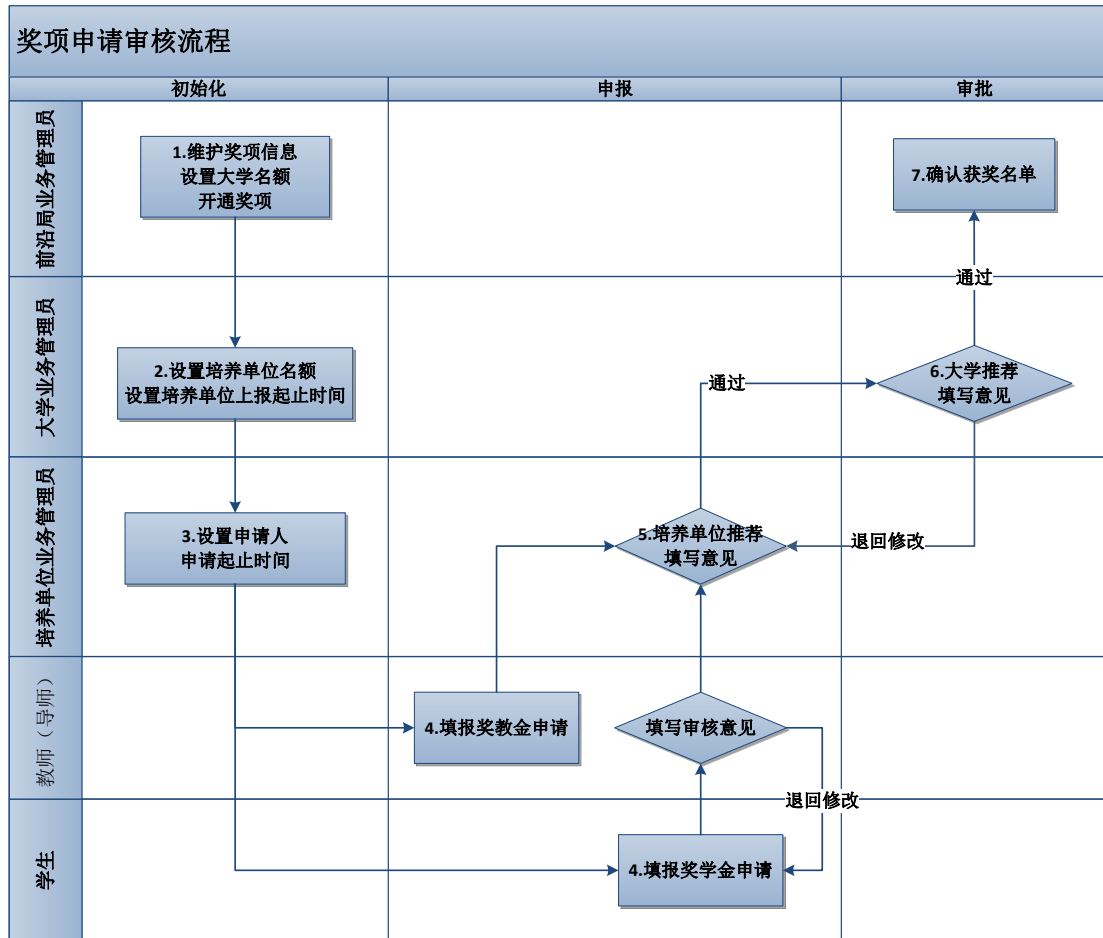 奖项申请审核流程
初始化
申报
审批
前沿局业务管理员
1.维护奖项信息
设置大学名额
开通奖项
7.确认获奖名单
通过
大学业务管理员
2.设置培养单位名额
设置培养单位上报起止时间
通过
6.大学推荐
填写意见
培养单位业务管理员
3.设置申请人
申请起止时间
5.培养单位推荐
填写意见
退回修改
教师（导师）
4.填报奖教金申请
填写审核意见
退回修改
学生
4.填报奖学金申请